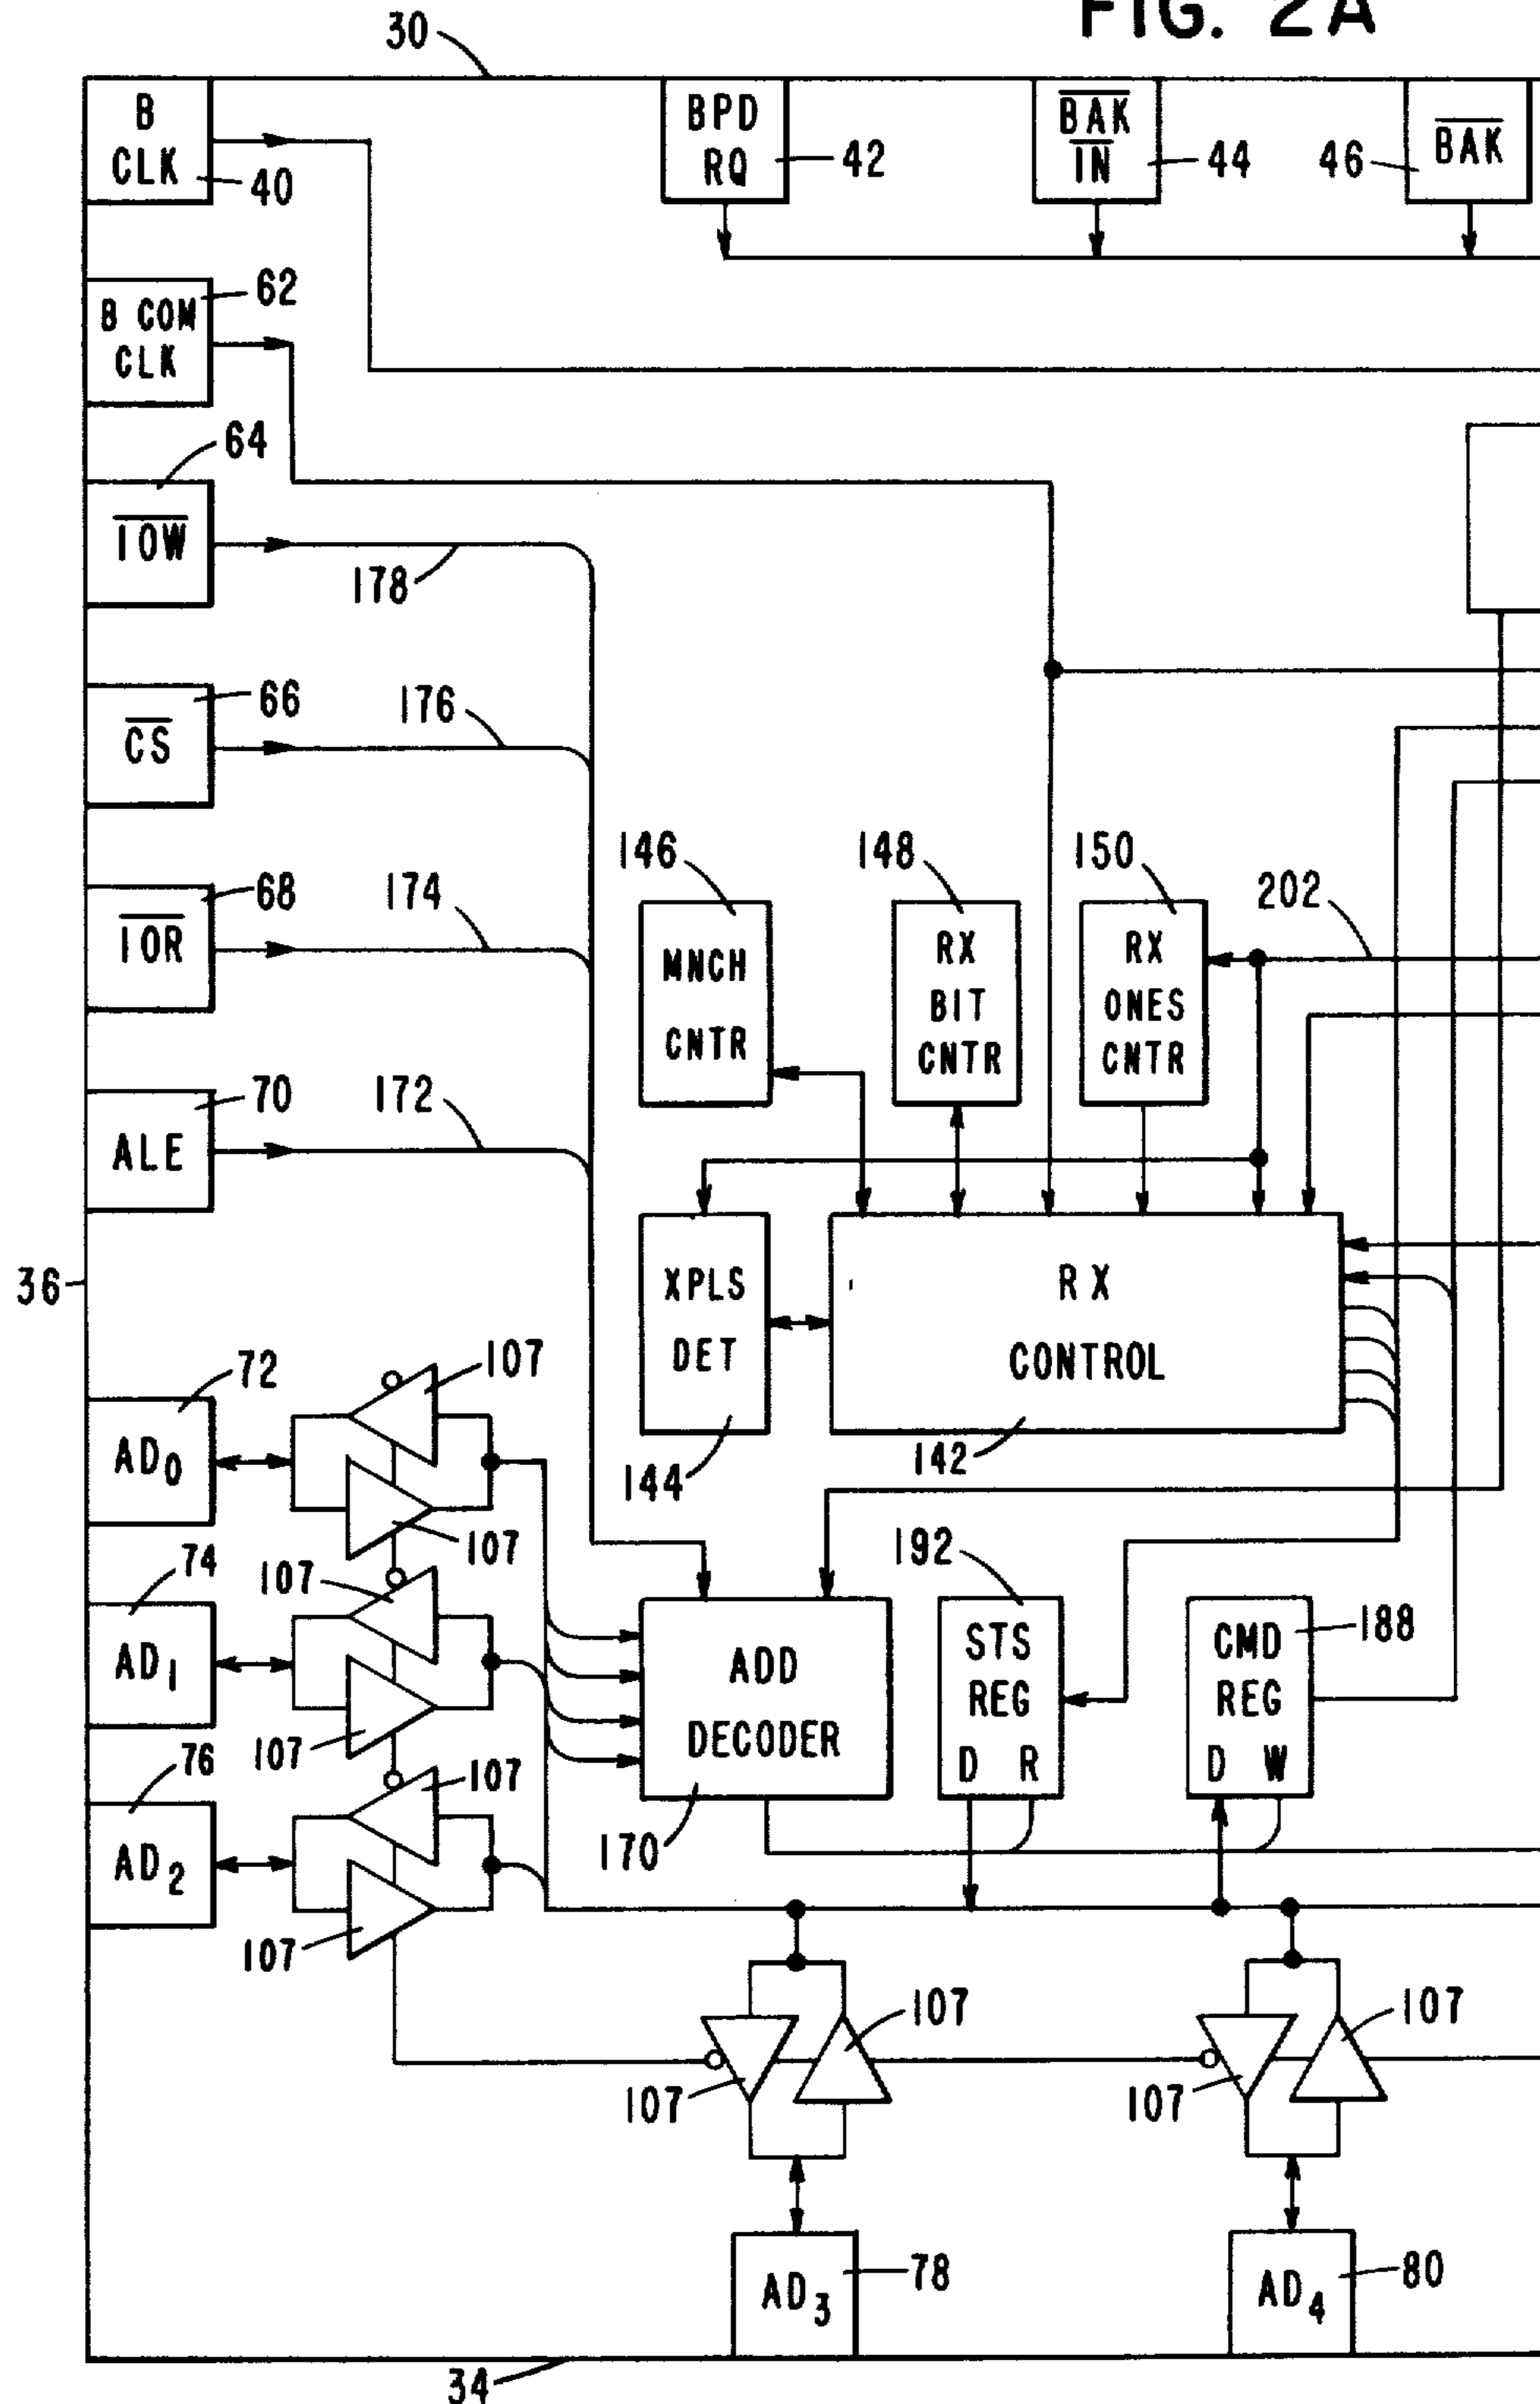 FIG. 2A
30
B
CLK
40
BPD
RQ
42
BAK
IN
44
46
BAK
B COM
CLK
62
64
IOW
178
66
CS
176
68
IOR
174
70
ALE
172
146
MNCH
CNTR
148
RX
BIT
CNTR
150
RX
ONES
CNTR
202
36
XPLS
DET
144
RX
CONTROL
142
72
AD0
107
107
74
AD1
107
107
76
AD2
107
107
ADD
DECODER
170
192
STS
REG
D R
188
CMD
REG
D W
107
107
107
107
AD3
78
AD4
80
34